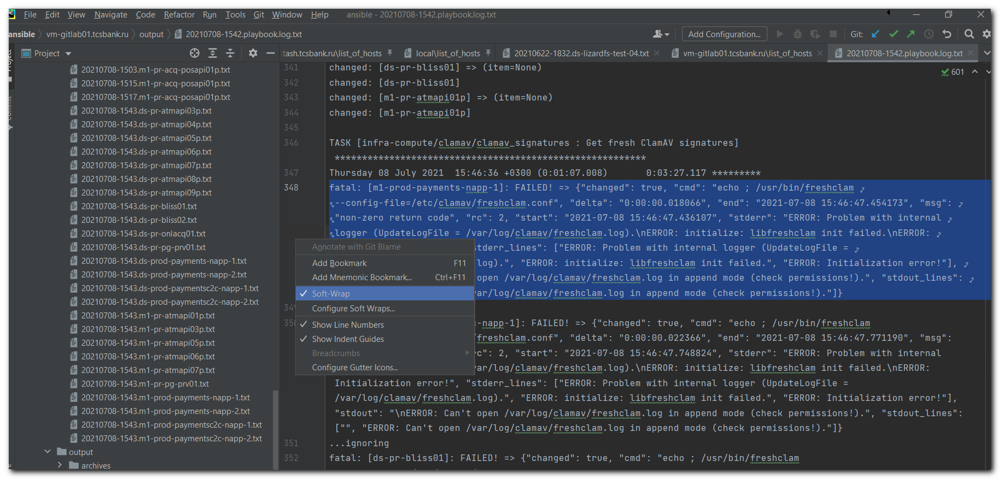 PC File Edit View Navigate Code Refactor Run Tools Git Window Help ansible - 20210708-1542.playbook.log.txt
ansible vm-gitlab01.tcsbank.ru output 20210708-1542.playbook.log.txt Add Configuration... Git:
Project
Project
Commit
stash.tcsbank.ru\list_of_hosts local\list_of_hosts 20210622-1832.ds-lizardfs-test-04.txt vm-gitlab01.tcsbank.ru\list_of_hosts 20210708-1542.playbook.log.txt
20210708-1503.m1-pr-acq-posapi01p.txt
20210708-1515.m1-pr-acq-posapi01p.txt
20210708-1517.m1-pr-acq-posapi01p.txt
20210708-1543.ds-pr-atmapi03p.txt
20210708-1543.ds-pr-atmapi04p.txt
20210708-1543.ds-pr-atmapi05p.txt
20210708-1543.ds-pr-atmapi06p.txt
20210708-1543.ds-pr-atmapi07p.txt
20210708-1543.ds-pr-atmapi08p.txt
20210708-1543.ds-pr-atmapi09p.txt
20210708-1543.ds-pr-bliss01.txt
20210708-1543.ds-pr-bliss02.txt
20210708-1543.ds-pr-onlacq01.txt
20210708-1543.ds-pr-pg-prv01.txt
20210708-1543.ds-prod-payments-napp-1.txt
20210708-1543.ds-prod-payments-napp-2.txt
20210708-1543.ds-prod-paymentsc2c-napp-1.txt
20210708-1543.ds-prod-paymentsc2c-napp-2.txt
20210708-1543.m1-pr-atmapi01p.txt
20210708-1543.m1-pr-atmapi03p.txt
20210708-1543.m1-pr-atmapi05p.txt
20210708-1543.m1-pr-atmapi06p.txt
20210708-1543.m1-pr-atmapi07p.txt
20210708-1543.m1-pr-pg-prv01.txt
20210708-1543.m1-prod-payments-napp-1.txt
20210708-1543.m1-prod-payments-napp-2.txt
20210708-1543.m1-prod-paymentsc2c-napp-1.txt
20210708-1543.m1-prod-paymentsc2c-napp-2.txt
output
archives
601
341 changed: [ds-pr-bliss01] => (item=None)
342 changed: [ds-pr-bliss01]
343 changed: [m1-pr-atmapi01p] => (item=None)
344 changed: [m1-pr-atmapi01p]
345
346 TASK [infra-compute/clamav/clamav_signatures : Get fresh ClamAV signatures]
*********************************************************
347 Thursday 08 July 2021  15:46:36 +0300 (0:01:07.008)       0:03:27.117 *********
348 fatal: [m1-prod-payments-napp-1]: FAILED! => {"changed": true, "cmd": "echo ; /usr/bin/freshclam
--config-file=/etc/clamav/freshclam.conf", "delta": "0:00:00.018066", "end": "2021-07-08 15:46:47.454173", "msg":
"non-zero return code", "rc": 2, "start": "2021-07-08 15:46:47.436107", "stderr": "ERROR: Problem with internal
logger (UpdateLogFile = /var/log/clamav/freshclam.log).\nERROR: initialize: libfreshclam init failed.\nERROR:
stderr_lines": ["ERROR: Problem with internal logger (UpdateLogFile =
log).", "ERROR: initialize: libfreshclam init failed.", "ERROR: Initialization error!"],
open /var/log/clamav/freshclam.log in append mode (check permissions!).", "stdout_lines":
var/log/clamav/freshclam.log in append mode (check permissions!)."]}
349
350 c-napp-1]: FAILED! => {"changed": true, "cmd": "echo ; /usr/bin/freshclam
/freshclam.conf", "delta": "0:00:00.022366", "end": "2021-07-08 15:46:47.771190", "msg":
rc": 2, "start": "2021-07-08 15:46:47.748824", "stderr": "ERROR: Problem with internal
var/log/clamav/freshclam.log).\nERROR: initialize: libfreshclam init failed.\nERROR:
Initialization error!", "stderr_lines": ["ERROR: Problem with internal logger (UpdateLogFile =
/var/log/clamav/freshclam.log).", "ERROR: initialize: libfreshclam init failed.", "ERROR: Initialization error!"],
"stdout": "\nERROR: Can't open /var/log/clamav/freshclam.log in append mode (check permissions!).", "stdout_lines":
["", "ERROR: Can't open /var/log/clamav/freshclam.log in append mode (check permissions!)."]}
351 ...ignoring
352 fatal: [ds-pr-bliss01]: FAILED! => {"changed": true, "cmd": "echo ; /usr/bin/freshclam
Annotate with Git Blame
Add Bookmark F11
Add Mnemonic Bookmark... Ctrl+F11
Soft-Wrap
Configure Soft Wraps...
Show Line Numbers
Show Indent Guides
Breadcrumbs
Configure Gutter Icons...